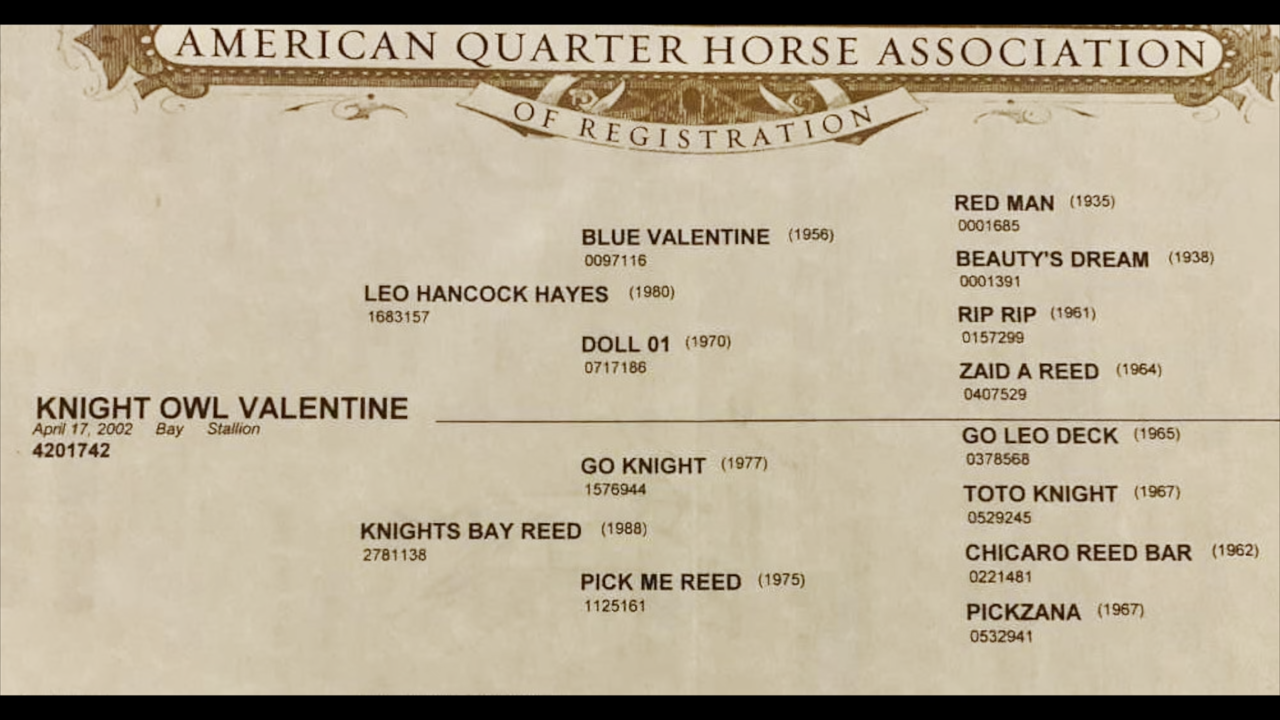 AMERICAN QUARTER HORSE ASSOCIATION
OF REGISTRATION
RED MAN (1935)
0001685
BLUE VALENTINE (1956)
0097116
BEAUTY'S DREAM (1938)
0001391
LEO HANCOCK HAYES (1980)
1683157
RIP RIP (1961)
0157299
DOLL 01 (1970)
0717186
ZAID A REED (1964)
0407529
KNIGHT OWL VALENTINE
April 17, 2002 Bay Stallion
4201742
GO LEO DECK (1965)
0378568
GO KNIGHT (1977)
1576944
TOTO KNIGHT (1967)
0529245
KNIGHTS BAY REED (1988)
2781138
CHICARO REED BAR (1962)
0221481
PICK ME REED (1975)
1125161
PICKZANA (1967)
0532941